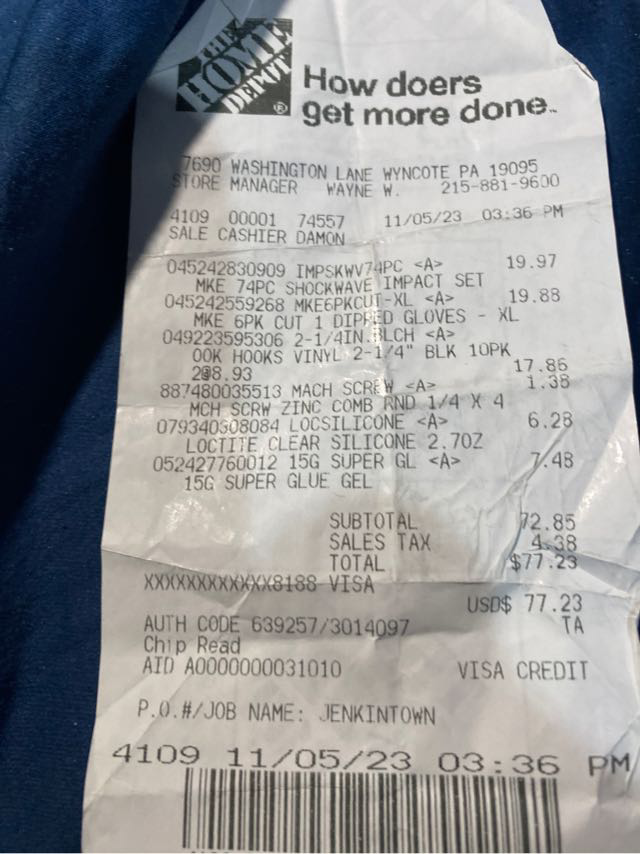 THE
HOME
DEPOT
®
How doers
get more done™
7690 WASHINGTON LANE WYNCOTE PA 19095
STORE MANAGER WAYNE W. 215-881-9600
4109 00001 74557 11/05/23 03:36 PM
SALE CASHIER DAMON
045242830909 IMPSKWV74PC <A> 19.97
MKE 74PC SHOCKWAVE IMPACT SET
045242559268 MKE6PKCUT-XL <A> 19.88
MKE 6PK CUT 1 DIPPED GLOVES - XL
049223595306 2-1/4IN.BLCH <A>
OOK HOOKS VINYL 2-1/4" BLK 10PK
2@8.93 17.86
887480035513 MACH SCREW <A> 1.38
MCH SCRW ZINC COMB RND 1/4 X 4
079340308084 LOCSILICONE <A> 6.28
LOCTITE CLEAR SILICONE 2.7OZ
052427760012 15G SUPER GL <A> 7.48
15G SUPER GLUE GEL
SUBTOTAL 72.85
SALES TAX 4.38
TOTAL $77.23
XXXXXXXXXXXX8188 VISA
USD$ 77.23
AUTH CODE 639257/3014097 TA
Chip Read
AID A0000000031010 VISA CREDIT
P.O.#/JOB NAME: JENKINTOWN
4109 11/05/23 03:36 PM